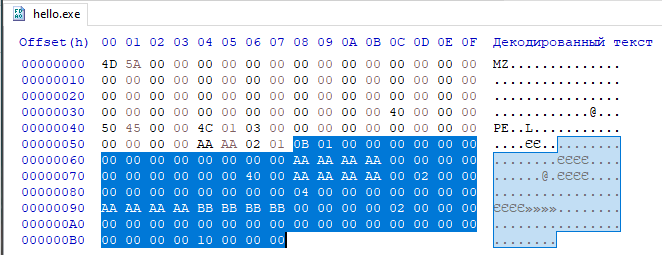 hello.exe
Offset(h) 00 01 02 03 04 05 06 07 08 09 0A 0B 0C 0D 0E 0F Декодированный текст
00000000 4D 5A 00 00 00 00 00 00 00 00 00 00 00 00 00 00 MZ..............
00000010 00 00 00 00 00 00 00 00 00 00 00 00 00 00 00 00 ................
00000020 00 00 00 00 00 00 00 00 00 00 00 00 00 00 00 00 ................
00000030 00 00 00 00 00 00 00 00 00 00 00 00 40 00 00 00 ............@...
00000040 50 45 00 00 4C 01 03 00 00 00 00 00 00 00 00 00 PE..L...........
00000050 00 00 00 00 AA AA 02 01 0B 01 00 00 00 00 00 00 ....ЄЄ..........
00000060 00 00 00 00 00 00 00 00 AA AA AA AA 00 00 00 00 ........ЄЄЄЄ....
00000070 00 00 00 00 00 00 40 00 AA AA AA AA 00 02 00 00 ......@.ЄЄЄЄ....
00000080 00 00 00 00 00 00 00 00 04 00 00 00 00 00 00 00 ................
00000090 AA AA AA AA BB BB BB BB 00 00 00 00 02 00 00 00 ЄЄЄЄ»»»»........
000000A0 00 00 00 00 00 00 00 00 00 00 00 00 00 00 00 00 ................
000000B0 00 00 00 00 10 00 00 00 ........